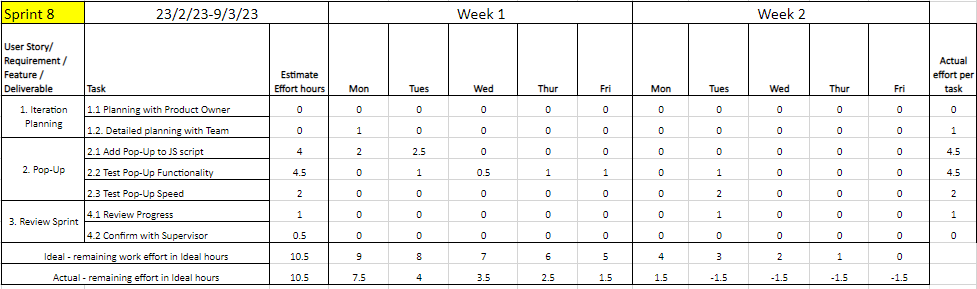 Sprint 8 23/2/23-9/3/23 Week 1 Week 2
User Story/ Requirement / Feature / Deliverable Task Estimate Effort hours Mon Tues Wed Thur Fri Mon Tues Wed Thur Fri Actual effort per task
1. Iteration Planning
1.1 Planning with Product Owner 0 0 0 0 0 0 0 0 0 0 0 0
1.2. Detailed planning with Team 0 1 0 0 0 0 0 0 0 0 0 1
2. Pop-Up
2.1 Add Pop-Up to JS script 4 2 2.5 0 0 0 0 0 0 0 0 4.5
2.2 Test Pop-Up Functionality 4.5 0 1 0.5 1 1 0 1 0 0 0 4.5
2.3 Test Pop-Up Speed 2 0 0 0 0 0 0 2 0 0 0 2
3. Review Sprint
4.1 Review Progress 1 0 0 0 0 0 0 1 0 0 0 1
4.2 Confirm with Supervisor 0.5 0 0 0 0 0 0 0 0 0 0 0
Ideal - remaining work effort in Ideal hours 10.5 9 8 7 6 5 4 3 2 1 0
Actual - remaining effort in Ideal hours 10.5 7.5 4 3.5 2.5 1.5 1.5 -1.5 -1.5 -1.5 -1.5